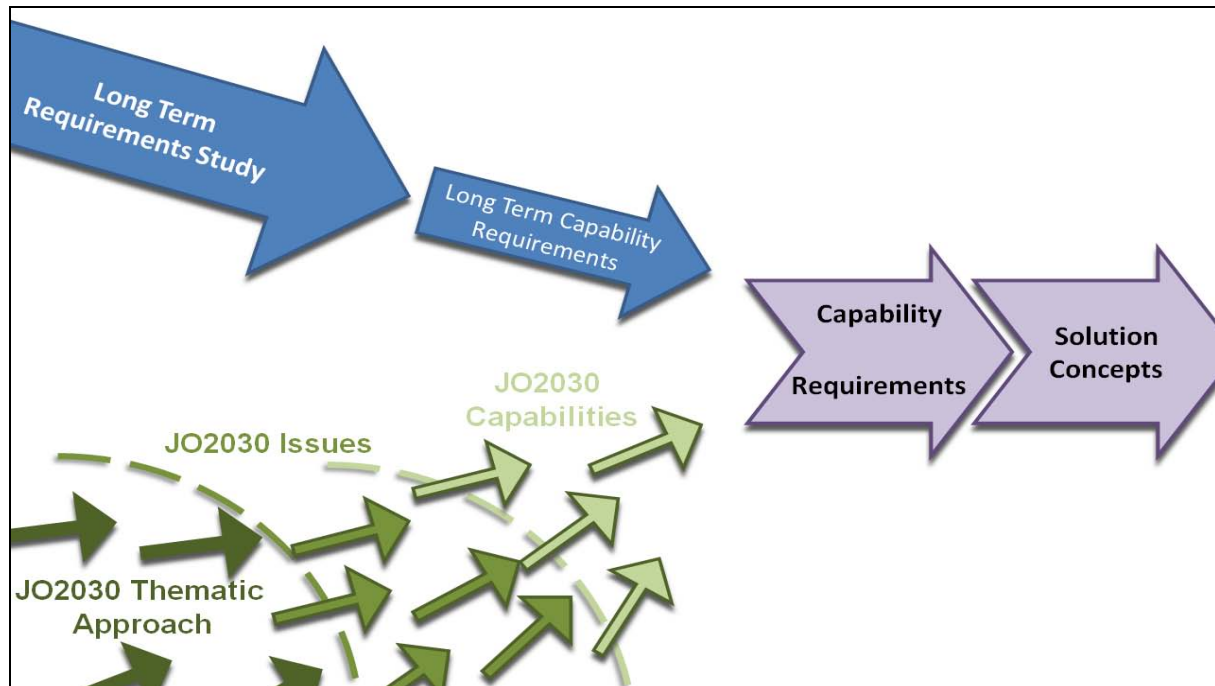 Long Term
Requirements Study
Long Term Capability
Requirements
Capability
Requirements
Solution
Concepts
JO2030
Capabilities
JO2030 Issues
JO2030 Thematic
Approach